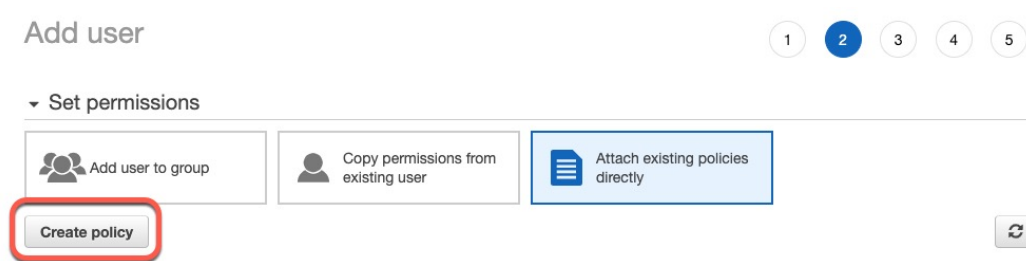 Add user
1 2 3 4 5
Set permissions
Add user to group
Copy permissions from
existing user
Attach existing policies
directly
Create policy